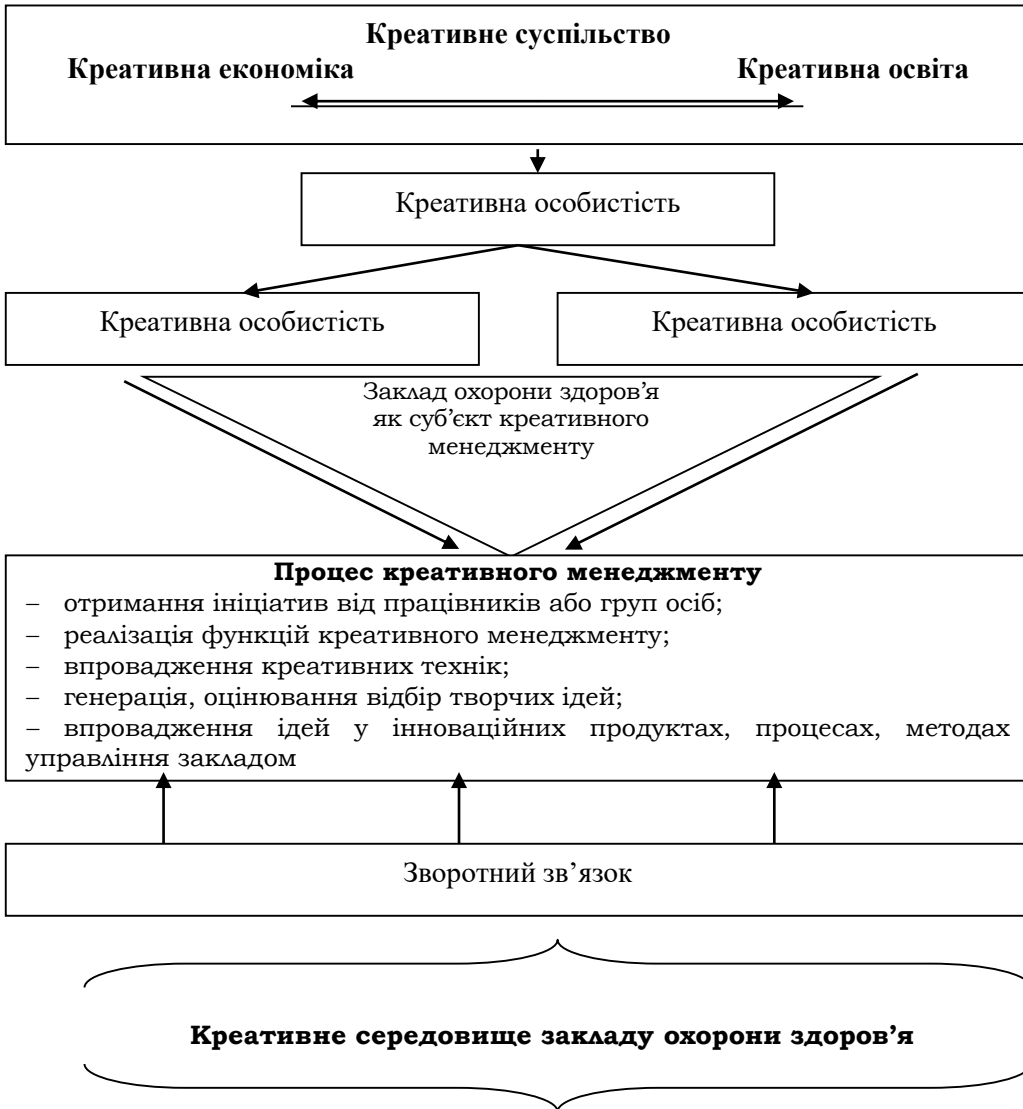 Креативне суспільство
Креативна економіка Креативна освіта
Креативна особистість
Креативна особистість Креативна особистість
Заклад охорони здоров'я
як суб'єкт креативного
менеджменту
Процес креативного менеджменту
– отримання ініціатив від працівників або груп осіб;
– реалізація функцій креативного менеджменту;
– впровадження креативних технік;
– генерація, оцінювання відбір творчих ідей;
– впровадження ідей у інноваційних продуктах, процесах, методах
управління закладом
Зворотний зв'язок
Креативне середовище закладу охорони здоров'я